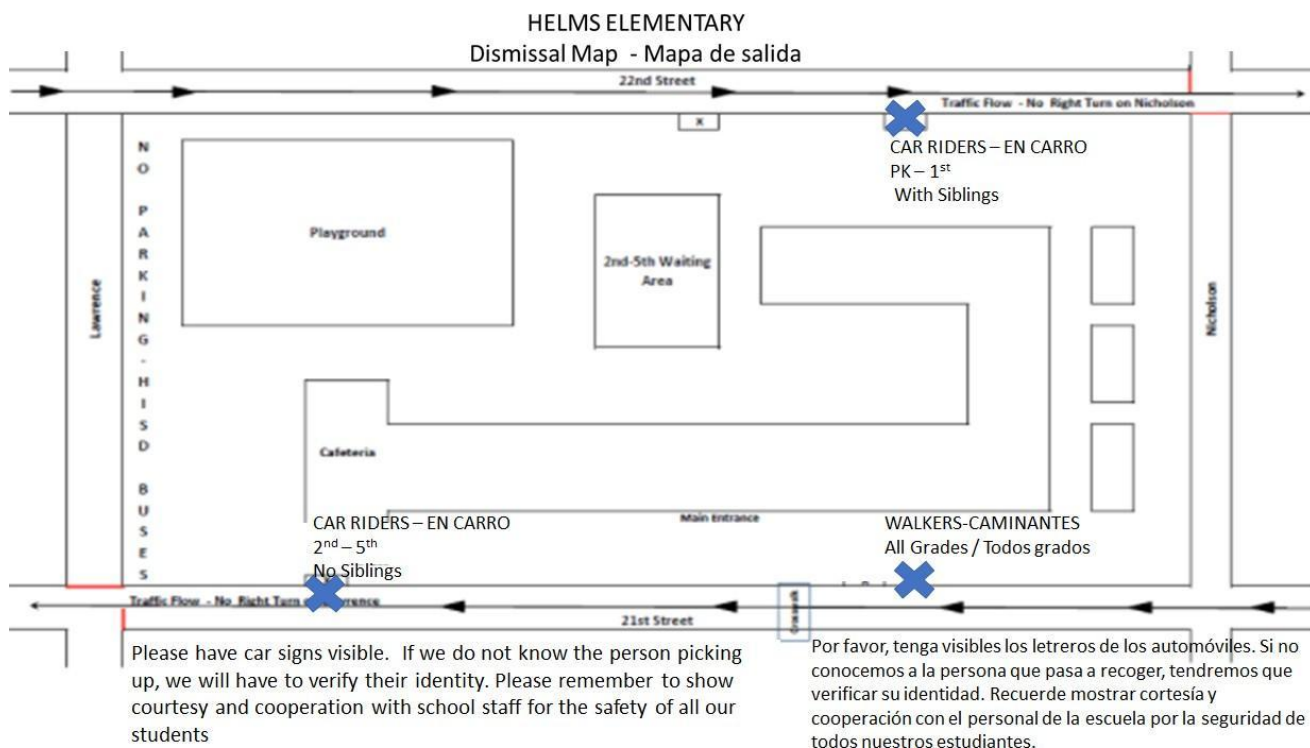 HELMS ELEMENTARY
Dismissal Map - Mapa de salida
22nd Street
Traffic Flow - No Right Turn on Nicholson
X
CAR RIDERS – EN CARRO
PK – 1st
With Siblings
NO PARKING - HISD BUSES
Playground
2nd-5th Waiting
Area
Lawrence
Nicholson
Cafeteria
Main Entrance
CAR RIDERS – EN CARRO
2nd – 5th
No Siblings
WALKERS-CAMINANTES
All Grades / Todos grados
Traffic Flow - No Right Turn
21st Street
Crosswalk
Please have car signs visible. If we do not know the person picking
up, we will have to verify their identity. Please remember to show
courtesy and cooperation with school staff for the safety of all our
students
Por favor, tenga visibles los letreros de los automóviles. Si no
conocemos a la persona que pasa a recoger, tendremos que
verificar su identidad. Recuerde mostrar cortesía y
cooperación con el personal de la escuela por la seguridad de
todos nuestros estudiantes.